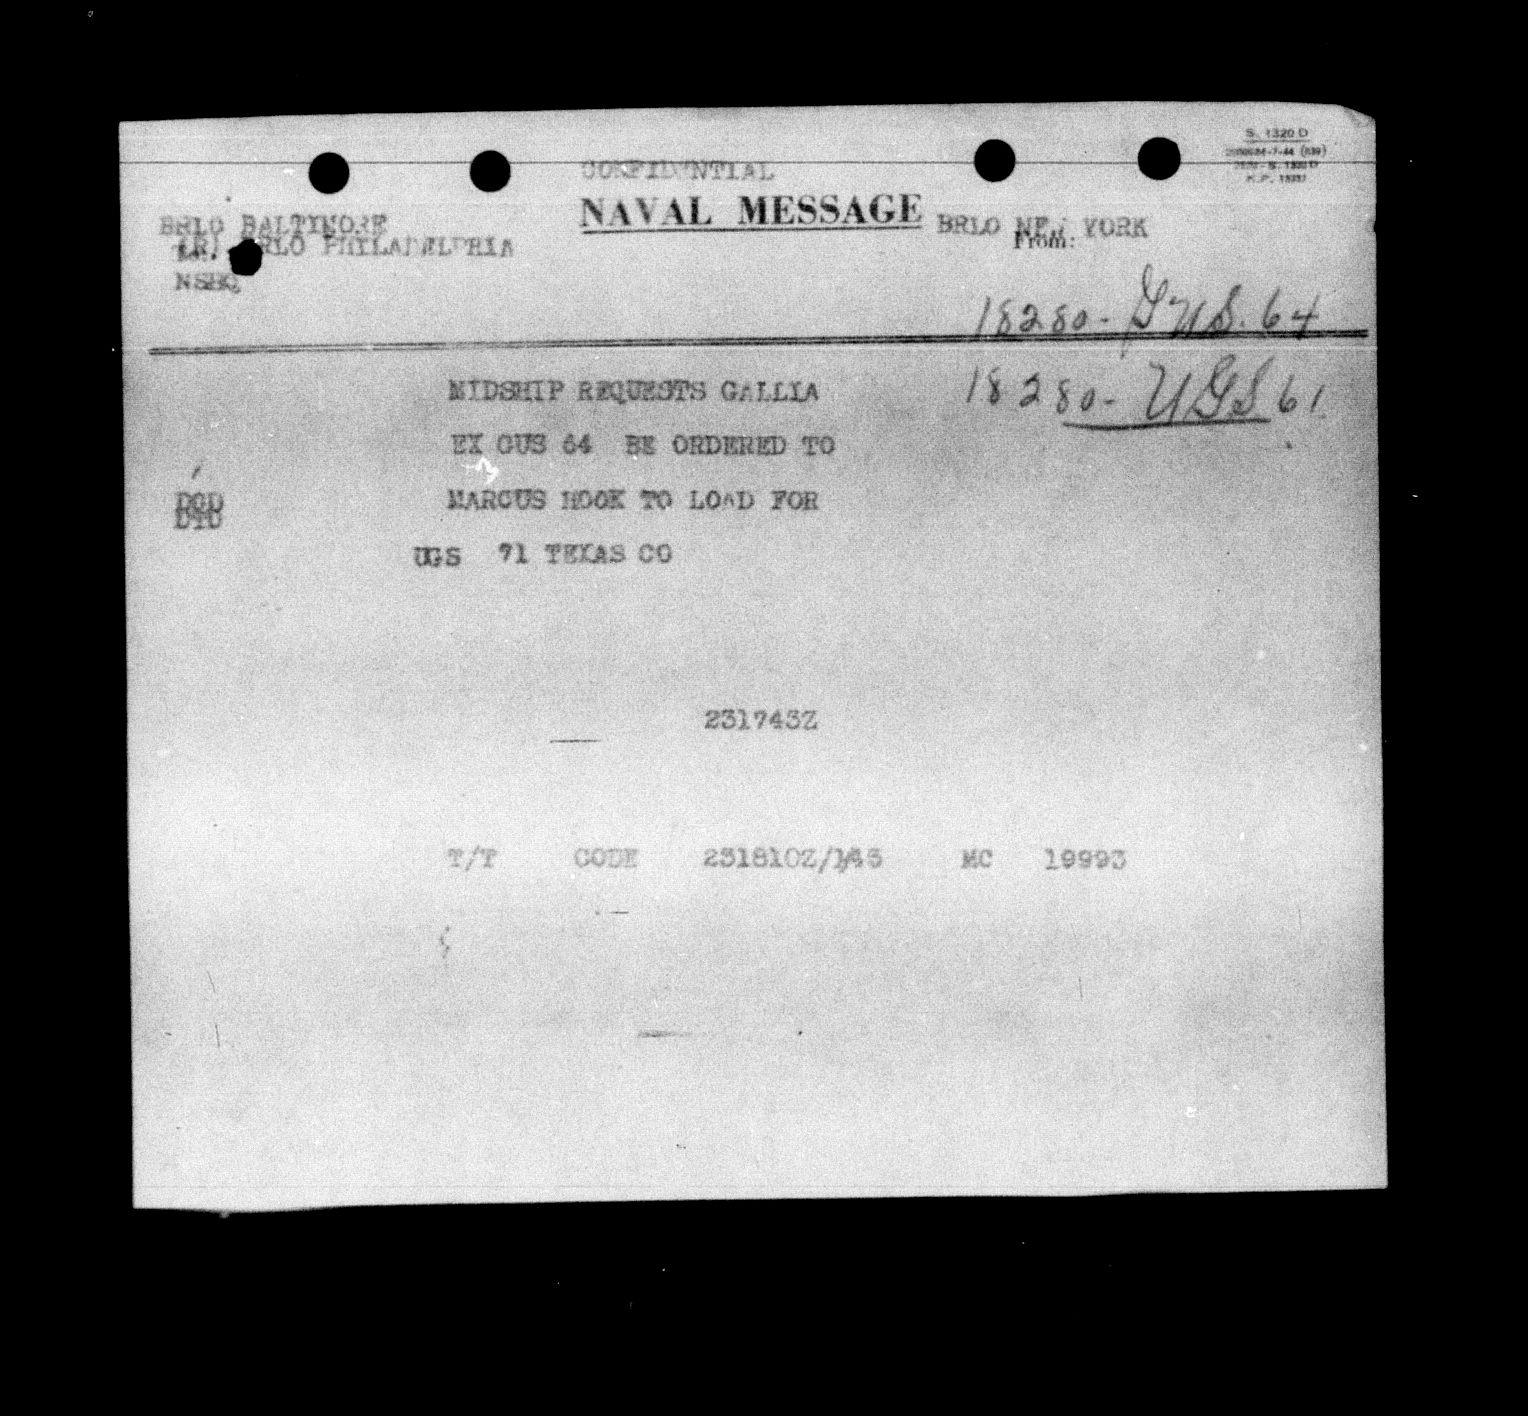 S. 1320 D
CONFIDENTIAL
NAVAL MESSAGE
BRLO BALTIMORE
BRLO NEW YORK
(R) BRLO PHILADELPHIA
From:
NSHQ
18280 - GUS. 64
18280 - UGS 61
MIDSHIP REQUESTS GALLIA
EX GUS 64 BE ORDERED TO
DOD
MARCUS HOOK TO LOAD FOR
DTD
UGS 71 TEXAS CO
231743Z
T/T CODE 231810Z/1/45 MC 19993